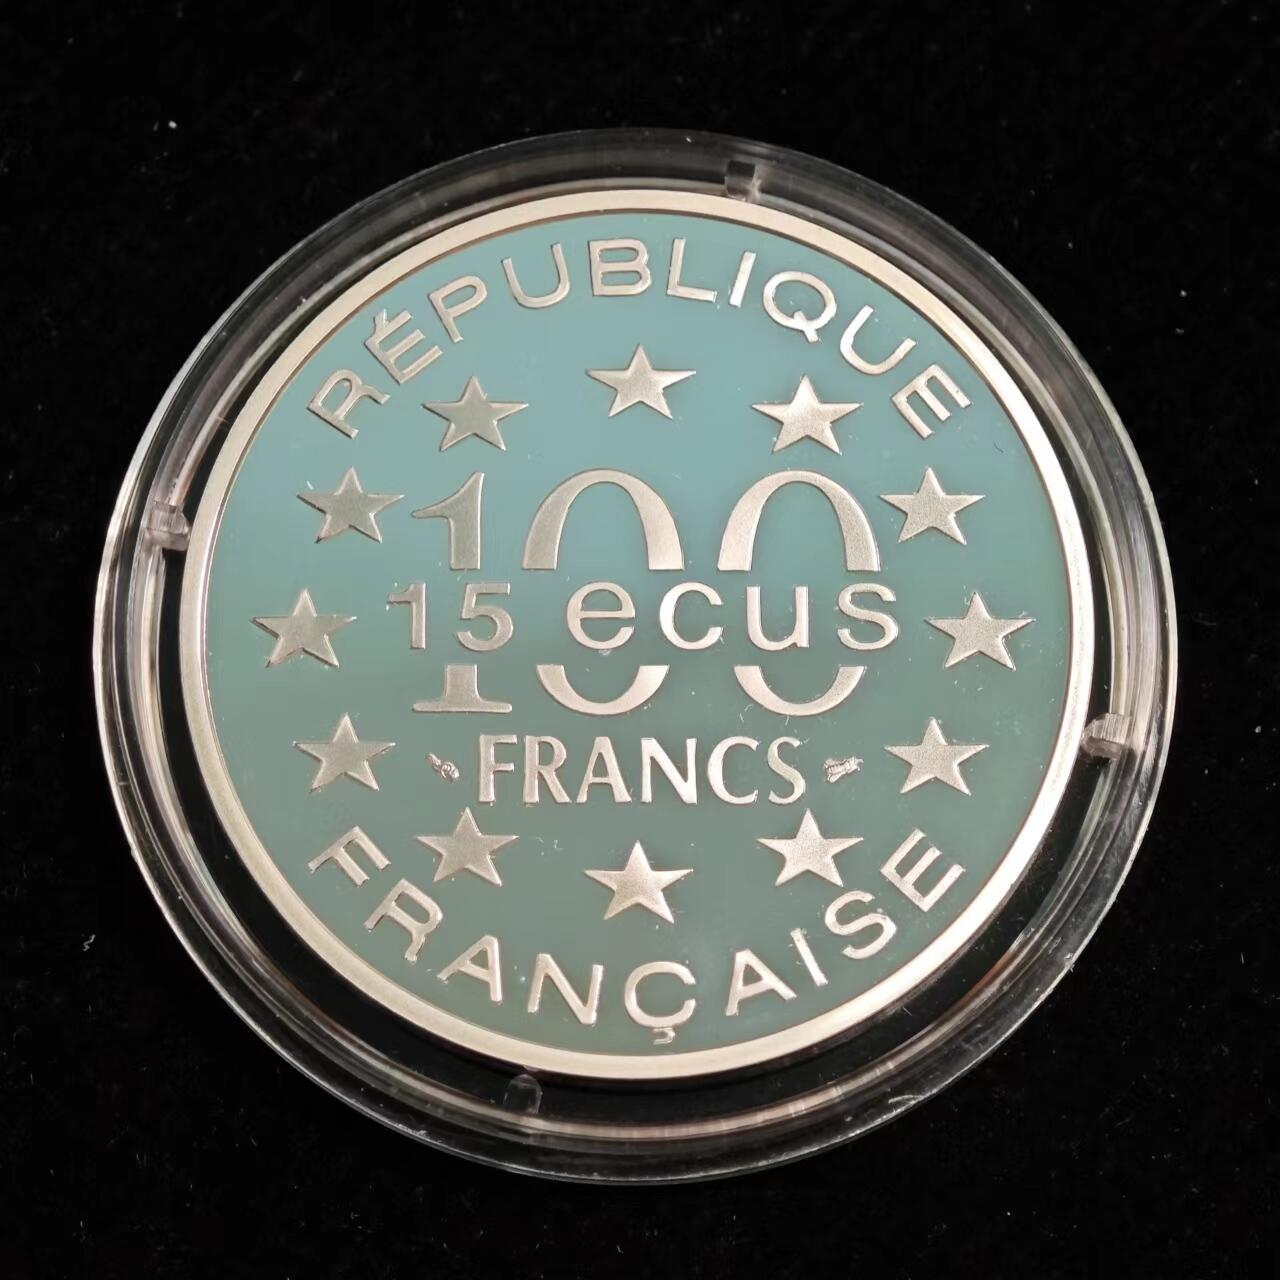 RÉPUBLIQUE
100
15 ecus
FRANCS
FRANÇAISE